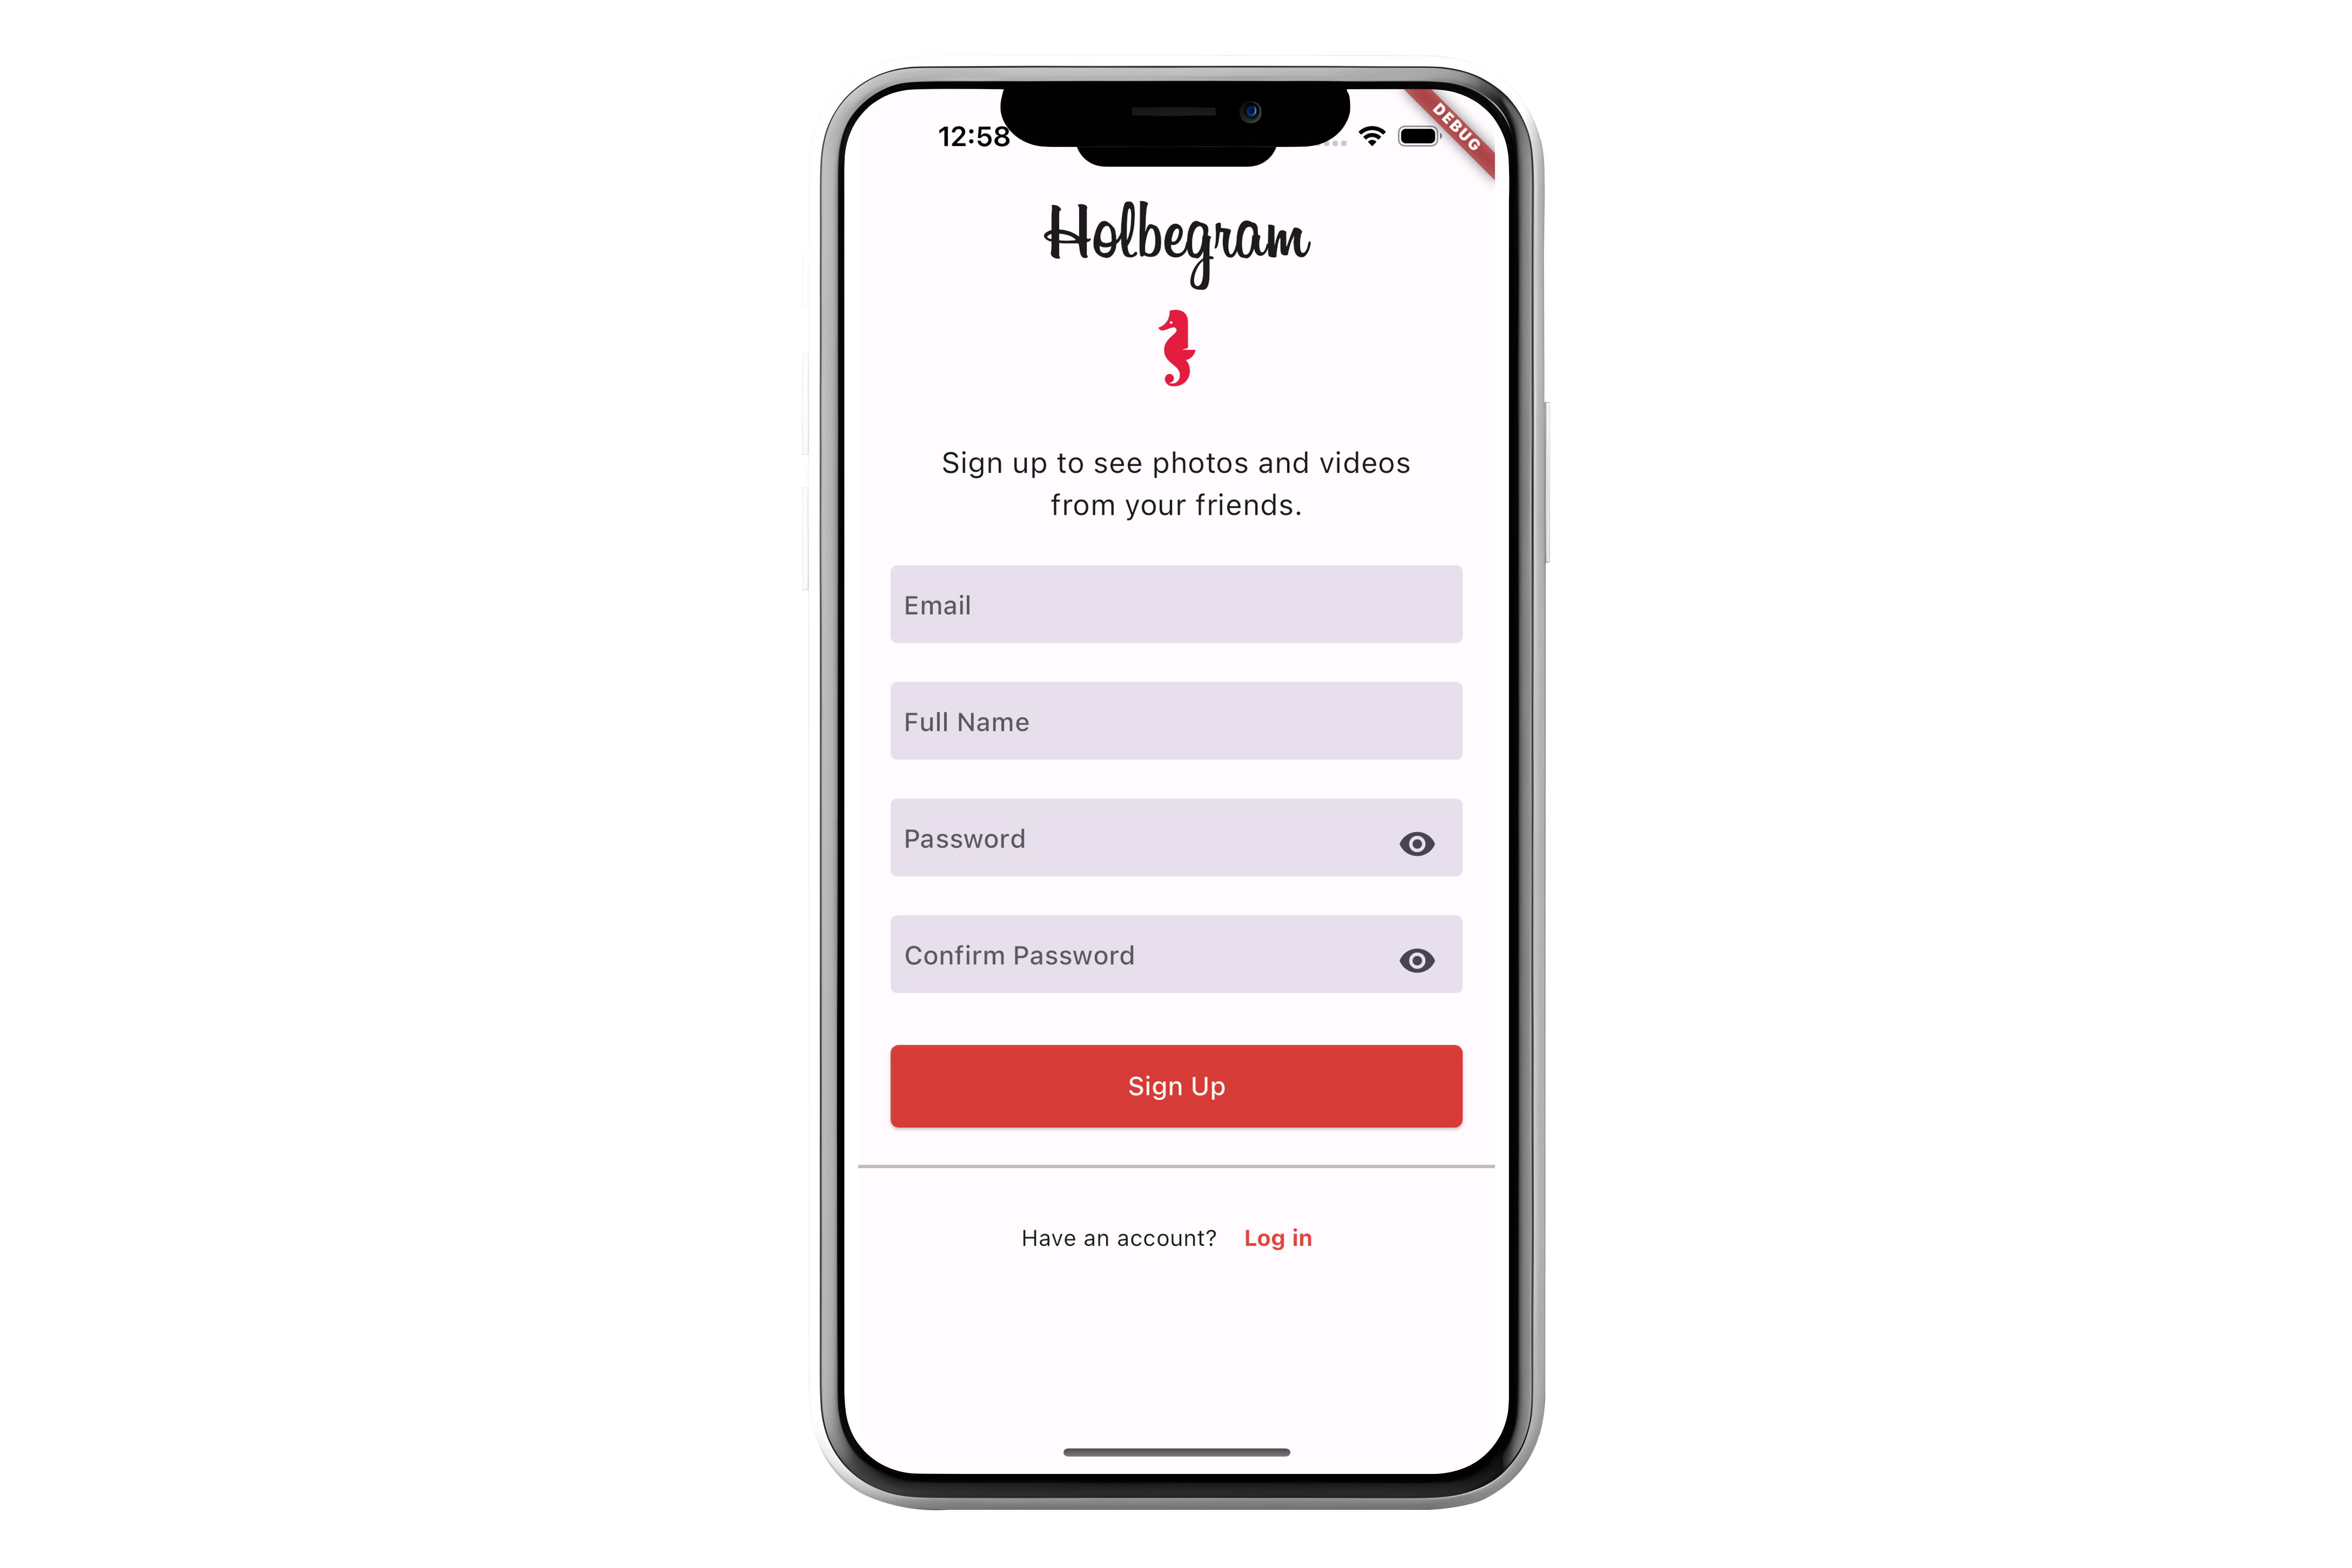 12:58
DEBUG
Holbegram
Sign up to see photos and videos
from your friends.
Email
Full Name
Password
Confirm Password
Sign Up
Have an account? Log in